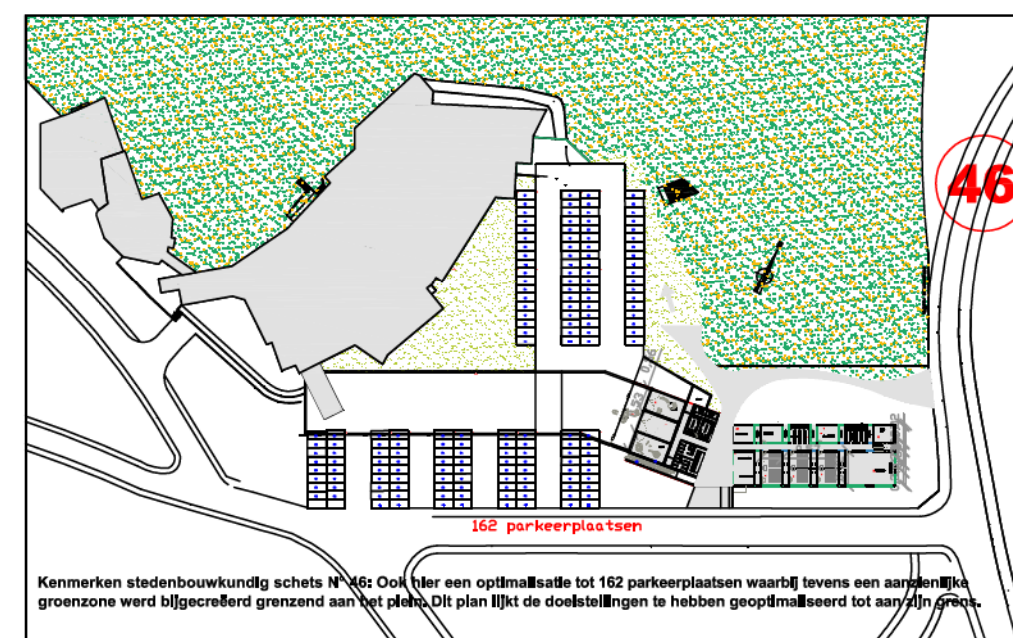 46
162 parkeerplaatsen
Kenmerken stedenbouwkundig schets N° 46: Ook hier een optimalisatie tot 162 parkeerplaatsen waarbij tevens een aanzienlijke
groenzone werd bijgecreëerd grenzend aan het plein. Dit plan lijkt de doelstellingen te hebben geoptimaliseerd tot aan zijn grens.